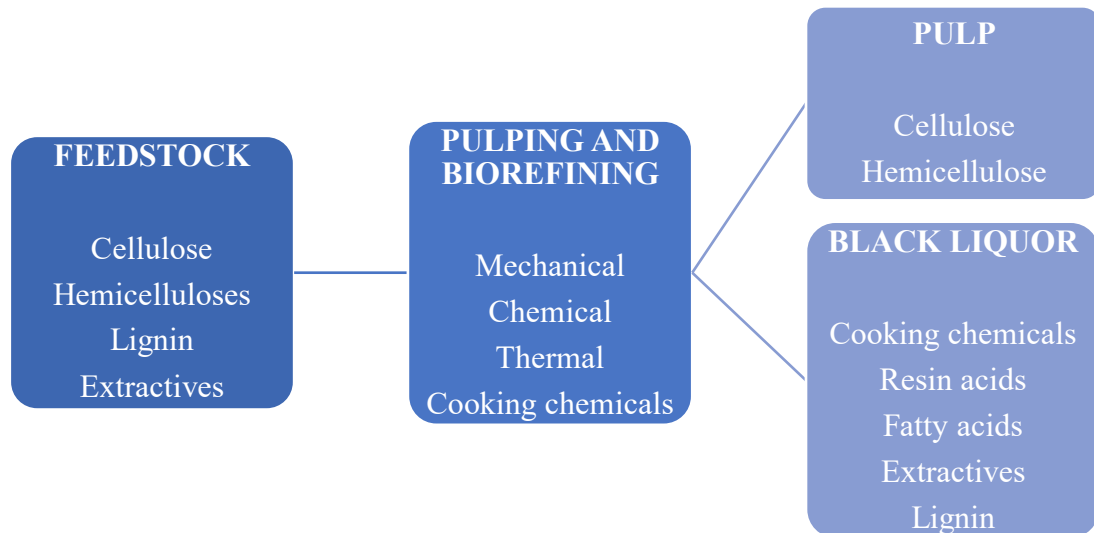 FEEDSTOCK
Cellulose
Hemicelluloses
Lignin
Extractives
PULPING AND
BIOREFINING
Mechanical
Chemical
Thermal
Cooking chemicals
PULP
Cellulose
Hemicellulose
BLACK LIQUOR
Cooking chemicals
Resin acids
Fatty acids
Extractives
Lignin